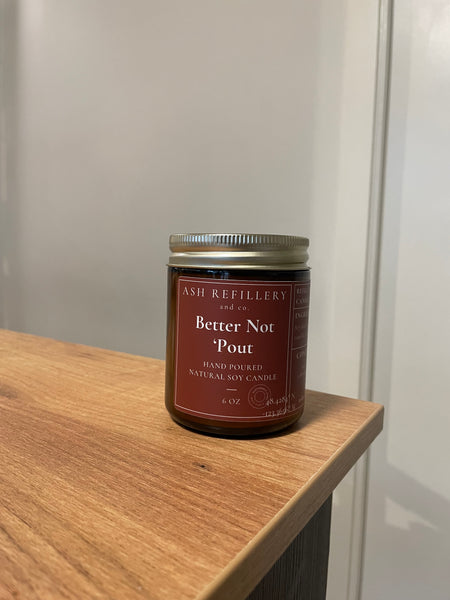 ASH REFILLERY
and co.
Better Not
‘Pout
HAND POURED
NATURAL SOY CANDLE
6 OZ